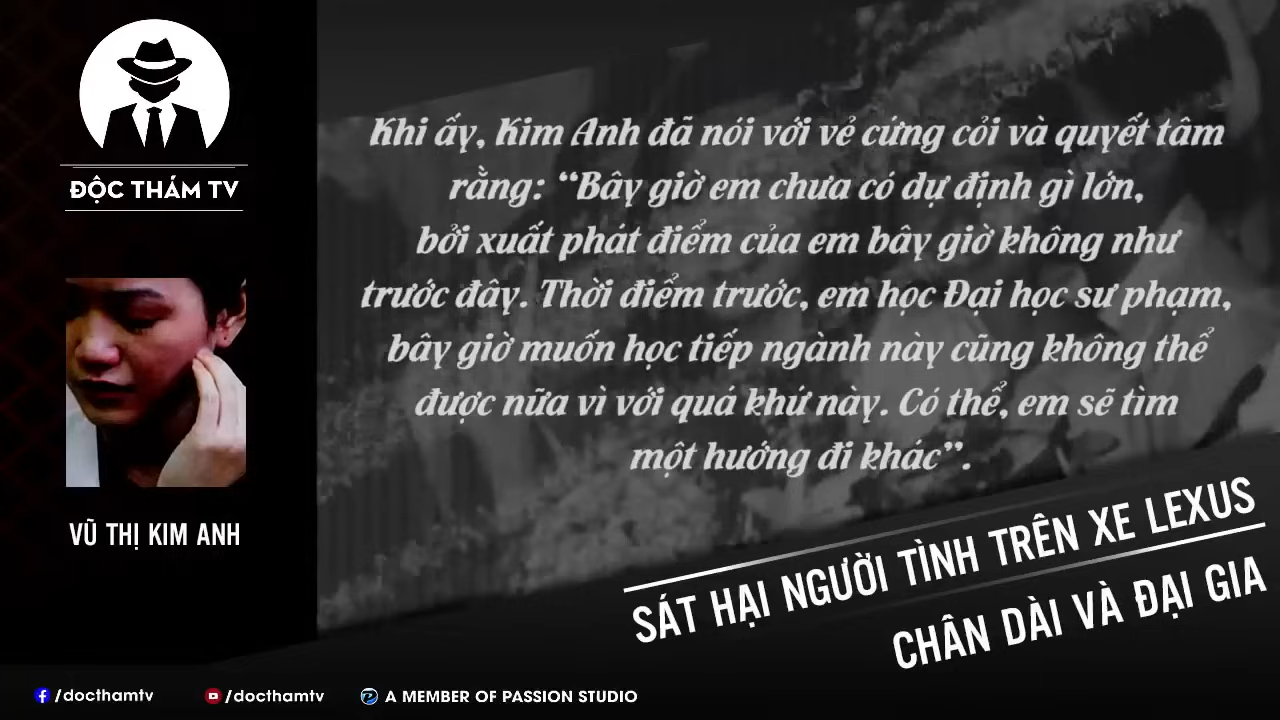 ĐỘC THÁM TV
VŨ THỊ KIM ANH
Khi ấy, Kim Anh đã nói với vẻ cứng cỏi và quyết tâm
rằng: “Bây giờ em chưa có dự định gì lớn,
bởi xuất phát điểm của em bây giờ không như
trước đây. Thời điểm trước, em học Đại học sư phạm,
bây giờ muốn học tiếp ngành này cũng không thể
được nữa vì với quá khứ này. Có thể, em sẽ tìm
một hướng đi khác”.
SÁT HẠI NGƯỜI TÌNH TRÊN XE LEXUS
CHÂN DÀI VÀ ĐẠI GIA
/docthamtv
/docthamtv
A MEMBER OF PASSION STUDIO